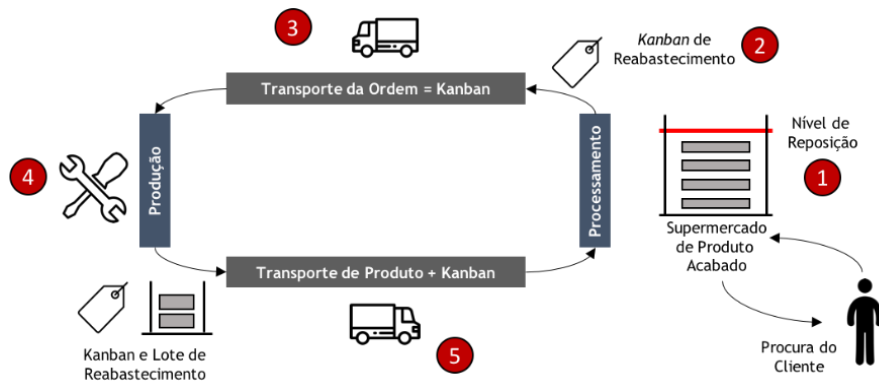 3
Kanban de
Reabastecimento
2
Transporte da Ordem = Kanban
Nível de
Reposição
1
4
Produção
Processamento
Supermercado
de Produto
Acabado
Transporte de Produto + Kanban
Kanban e Lote de
Reabastecimento
5
Procura do
Cliente